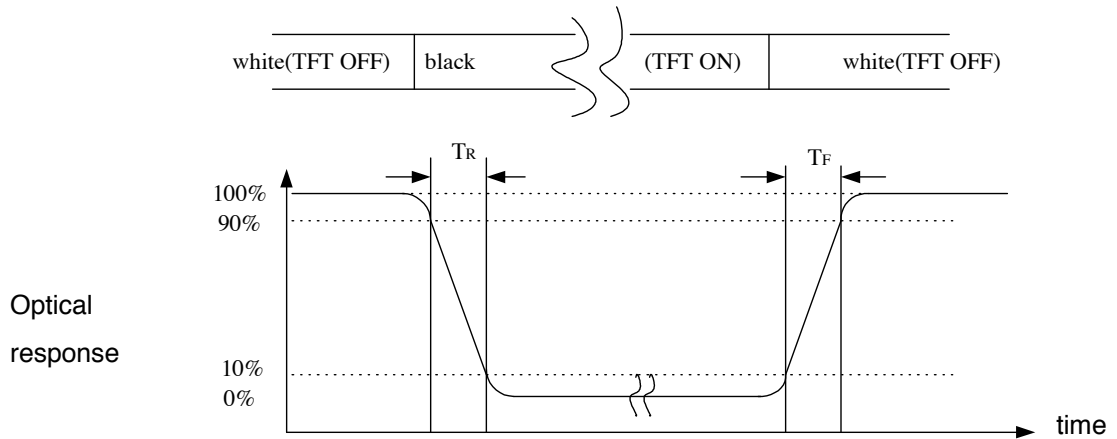 white(TFT OFF) black (TFT ON) white(TFT OFF)
TR TF
100%
90%
Optical
response
10%
0%
time